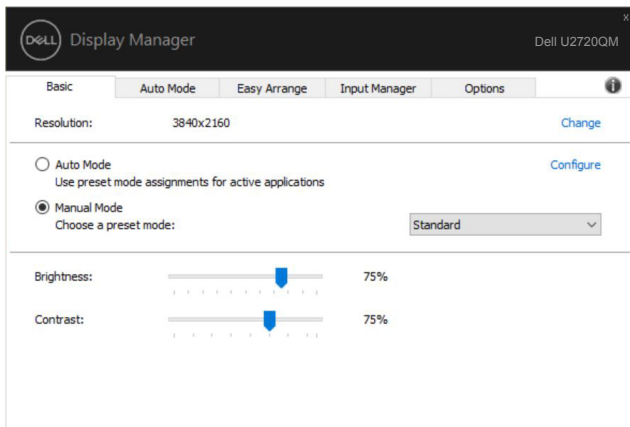 x
DELL Display Manager
Dell U2720QM
Basic Auto Mode Easy Arrange Input Manager Options i
Resolution: 3840x2160 Change
Auto Mode Configure
Use preset mode assignments for active applications
Manual Mode
Choose a preset mode: Standard
Brightness: 75%
Contrast: 75%